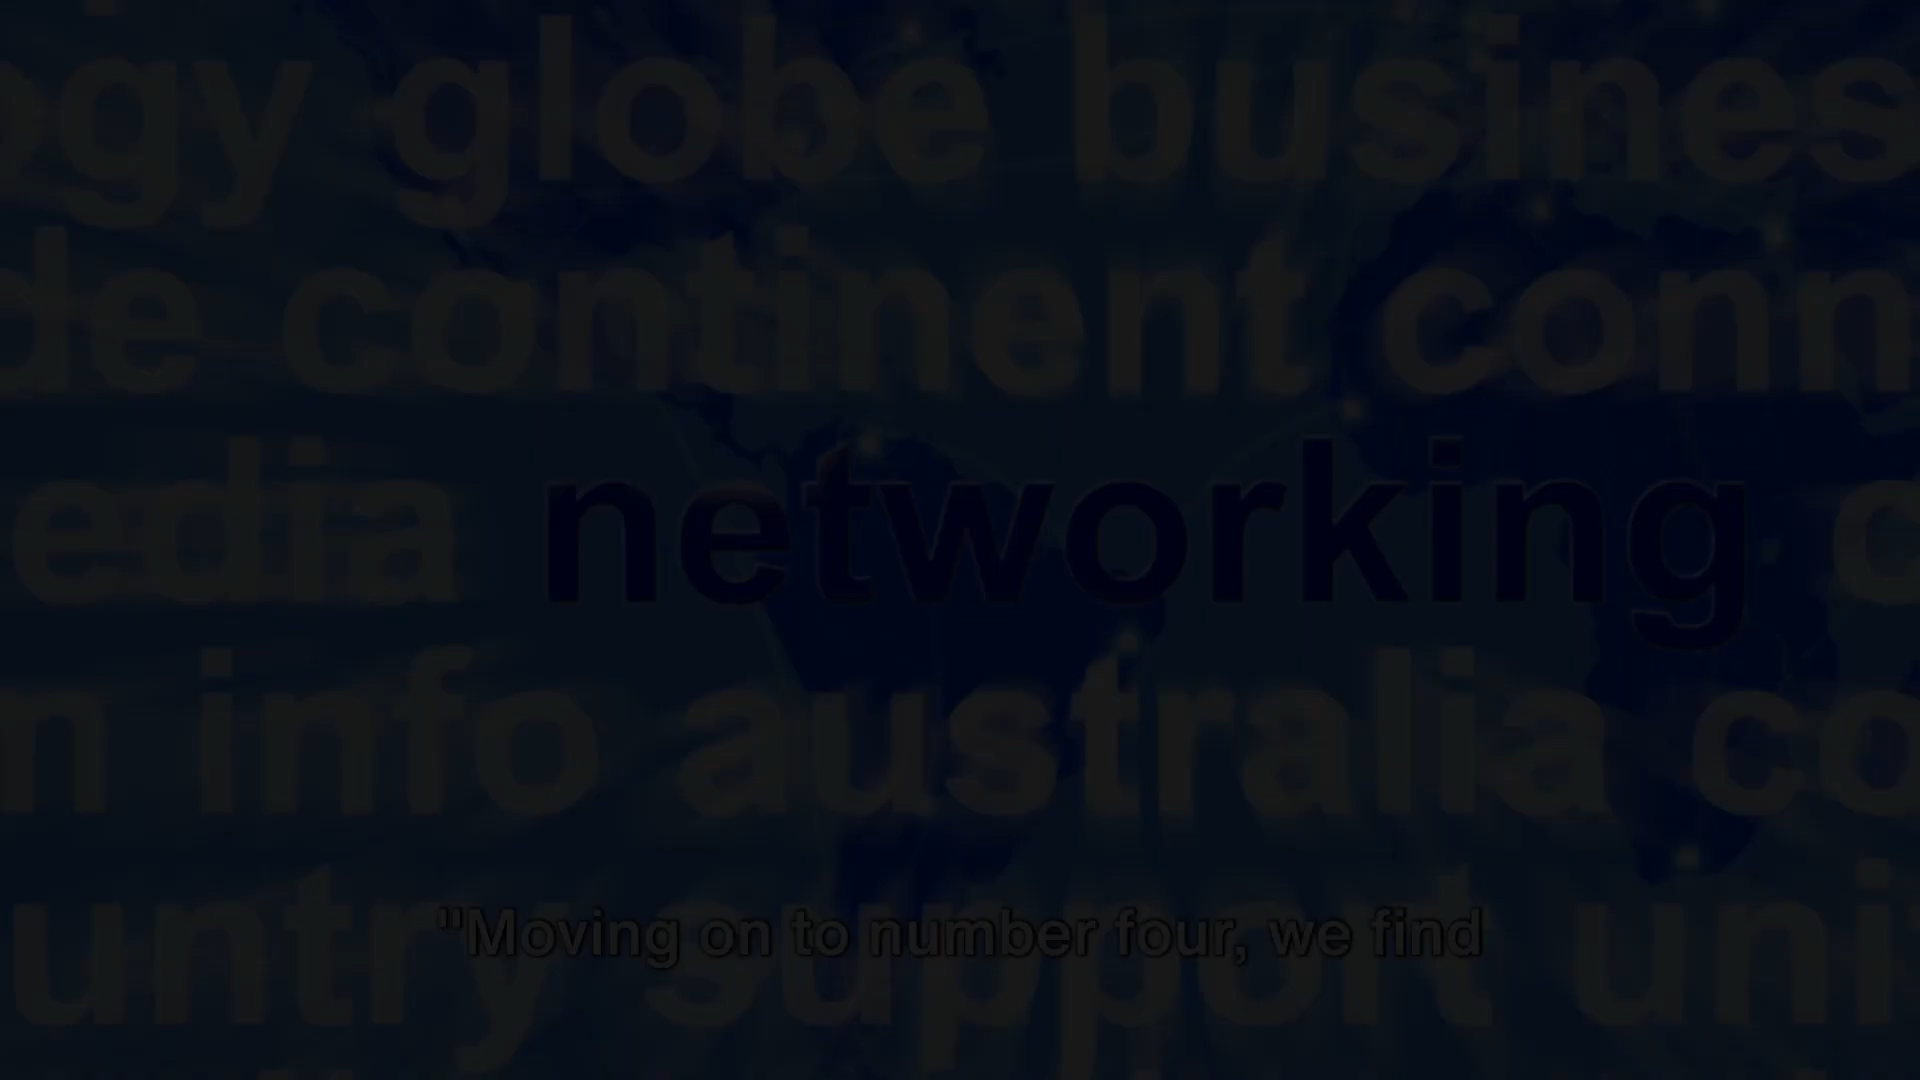 ogy globe busines
de continent conn
edia networking c
n info australia co
untry support uni
"Moving on to number four, we find